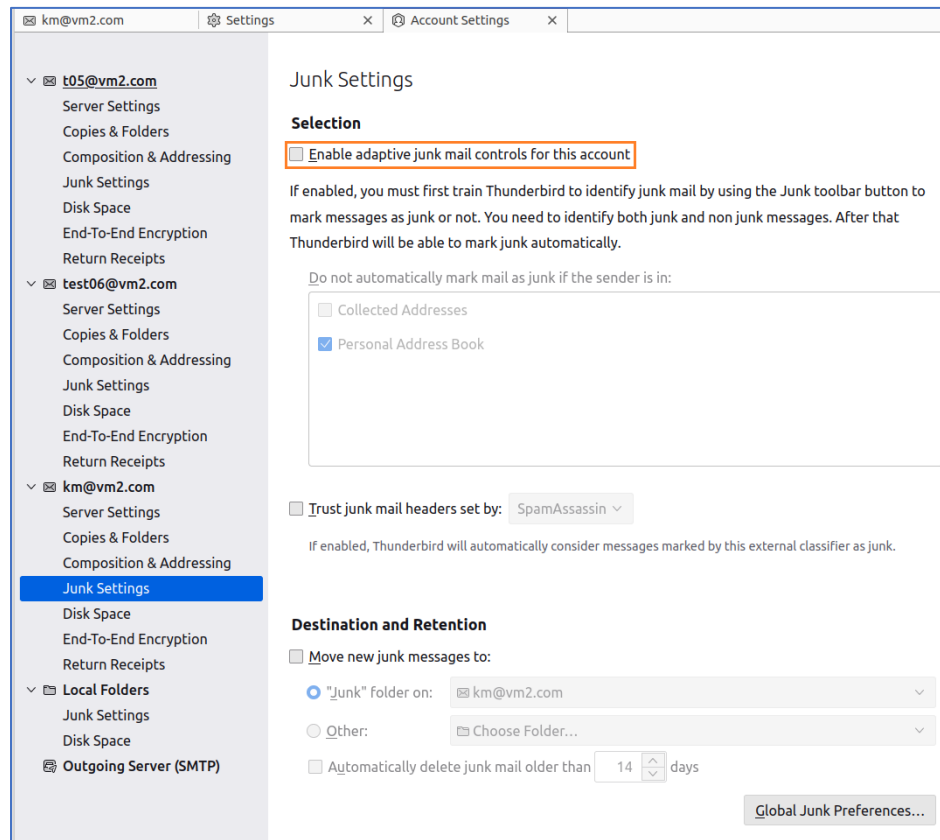 km@vm2.com
Settings
Account Settings
t05@vm2.com
Server Settings
Copies & Folders
Composition & Addressing
Junk Settings
Disk Space
End-To-End Encryption
Return Receipts
test06@vm2.com
Server Settings
Copies & Folders
Composition & Addressing
Junk Settings
Disk Space
End-To-End Encryption
Return Receipts
km@vm2.com
Server Settings
Copies & Folders
Composition & Addressing
Junk Settings
Disk Space
End-To-End Encryption
Return Receipts
Local Folders
Junk Settings
Disk Space
Outgoing Server (SMTP)
Junk Settings
Selection
Enable adaptive junk mail controls for this account
If enabled, you must first train Thunderbird to identify junk mail by using the Junk toolbar button to
mark messages as junk or not. You need to identify both junk and non junk messages. After that
Thunderbird will be able to mark junk automatically.
Do not automatically mark mail as junk if the sender is in:
Collected Addresses
Personal Address Book
Trust junk mail headers set by: SpamAssassin
If enabled, Thunderbird will automatically consider messages marked by this external classifier as junk.
Destination and Retention
Move new junk messages to:
"Junk" folder on: km@vm2.com
Other: Choose Folder...
Automatically delete junk mail older than 14 days
Global Junk Preferences...